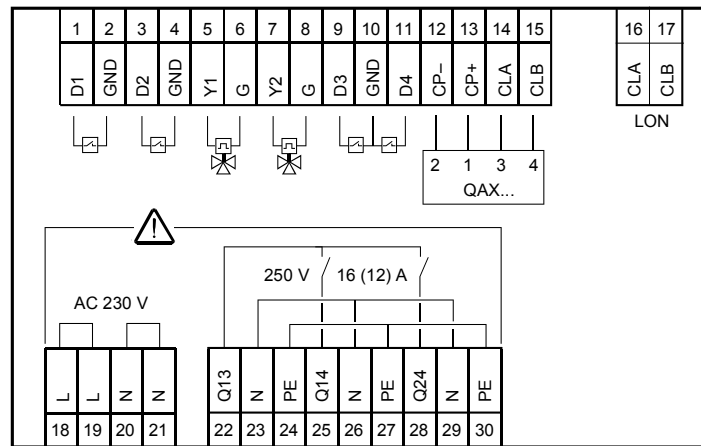 1 2 3 4 5 6 7 8 9 10 11 12 13 14 15 16 17
D1 GND D2 GND Y1 G Y2 G D3 GND D4 CP– CP+ CLA CLB CLA CLB
LON
2 1 3 4
QAX...
250 V 16 (12) A
AC 230 V
L L N N Q13 N PE Q14 N PE Q24 N PE
18 19 20 21 22 23 24 25 26 27 28 29 30